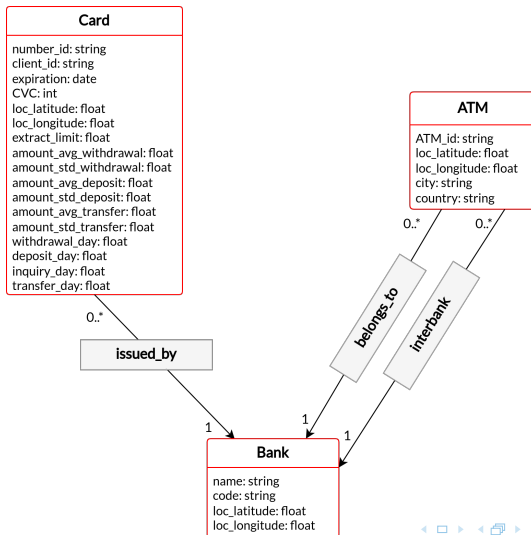 Card
number_id: string
client_id: string
expiration: date
CVC: int
loc_latitude: float
loc_longitude: float
extract_limit: float
amount_avg_withdrawal: float
amount_std_withdrawal: float
amount_avg_deposit: float
amount_std_deposit: float
amount_avg_transfer: float
amount_std_transfer: float
withdrawal_day: float
deposit_day: float
inquiry_day: float
transfer_day: float
ATM
ATM_id: string
loc_latitude: float
loc_longitude: float
city: string
country: string
0..*
0..*
belongs_to
interbank
0..*
issued_by
1
1
1
Bank
name: string
code: string
loc_latitude: float
loc_longitude: float